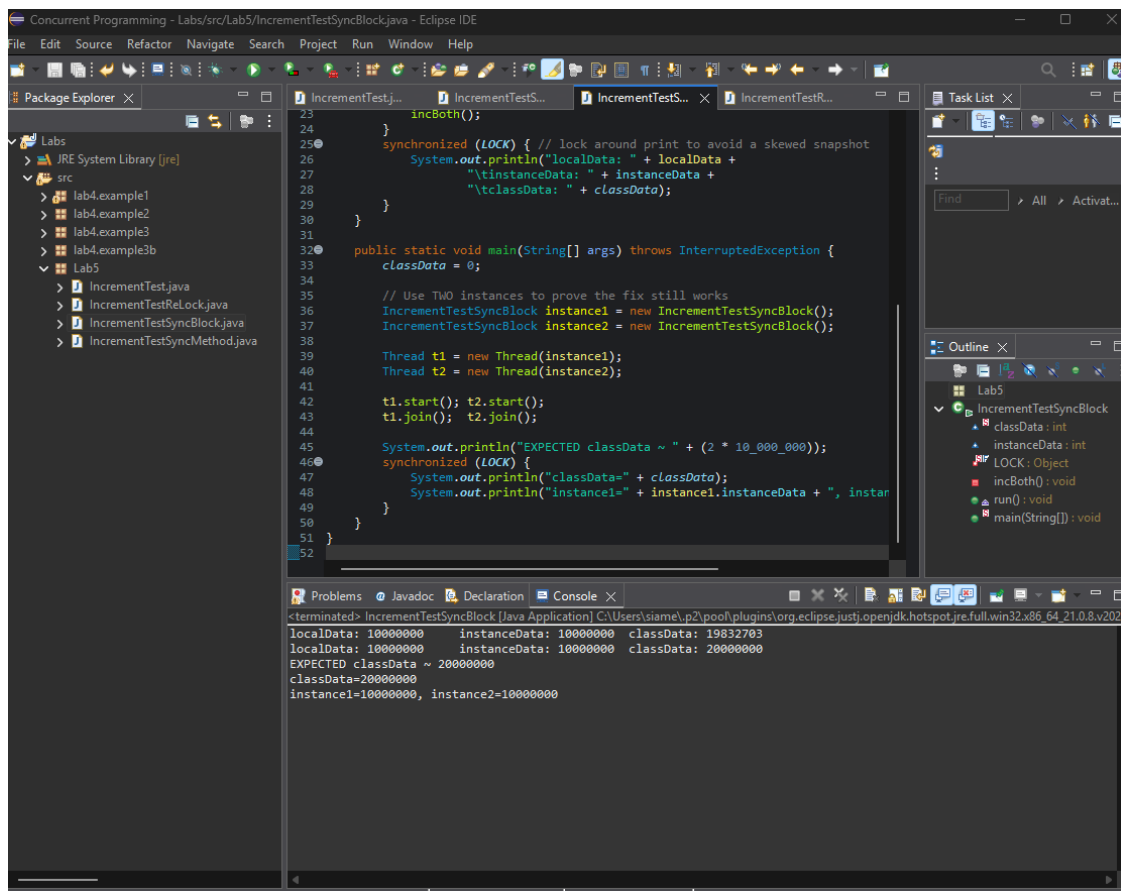 Concurrent Programming - Labs/src/Lab5/IncrementTestSyncBlock.java - Eclipse IDE
File Edit Source Refactor Navigate Search Project Run Window Help
Package Explorer
Labs
JRE System Library [jre]
src
lab4.example1
lab4.example2
lab4.example3
lab4.example3b
Lab5
IncrementTest.java
IncrementTestReLock.java
IncrementTestSyncBlock.java
IncrementTestSyncMethod.java
IncrementTest.j... IncrementTestS... IncrementTestS... IncrementTestR...
23 incBoth();
24 }
25 synchronized (LOCK) { // lock around print to avoid a skewed snapshot
26 System.out.println("localData: " + localData +
27 "\tinstanceData: " + instanceData +
28 "\tclassData: " + classData);
29 }
30 }
31
32 public static void main(String[] args) throws InterruptedException {
33 classData = 0;
34
35 // Use TWO instances to prove the fix still works
36 IncrementTestSyncBlock instance1 = new IncrementTestSyncBlock();
37 IncrementTestSyncBlock instance2 = new IncrementTestSyncBlock();
38
39 Thread t1 = new Thread(instance1);
40 Thread t2 = new Thread(instance2);
41
42 t1.start(); t2.start();
43 t1.join(); t2.join();
44
45 System.out.println("EXPECTED classData ~ " + (2 * 10_000_000));
46 synchronized (LOCK) {
47 System.out.println("classData=" + classData);
48 System.out.println("instance1=" + instance1.instanceData + ", instan
49 }
50 }
51 }
52
Task List
Find All Activat...
Outline
Lab5
IncrementTestSyncBlock
classData : int
instanceData : int
LOCK : Object
incBoth() : void
run() : void
main(String[]) : void
Problems Javadoc Declaration Console
<terminated> IncrementTestSyncBlock [Java Application] C:\Users\siame\.p2\pool\plugins\org.eclipse.justj.openjdk.hotspot.jre.full.win32.x86_64_21.0.8.v202
localData: 10000000 instanceData: 10000000 classData: 19832703
localData: 10000000 instanceData: 10000000 classData: 20000000
EXPECTED classData ~ 20000000
classData=20000000
instance1=10000000, instance2=10000000